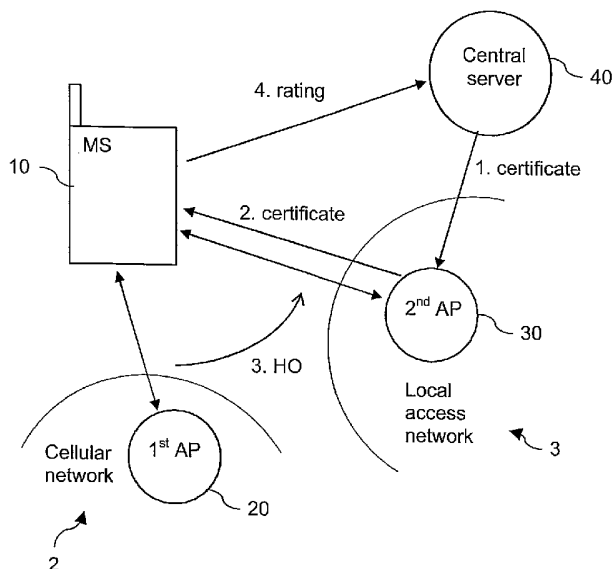 Central
server
40
4. rating
MS
10
1. certificate
2. certificate
2nd AP
30
3. HO
Local
access
network
3
Cellular
network
1st AP
20
2